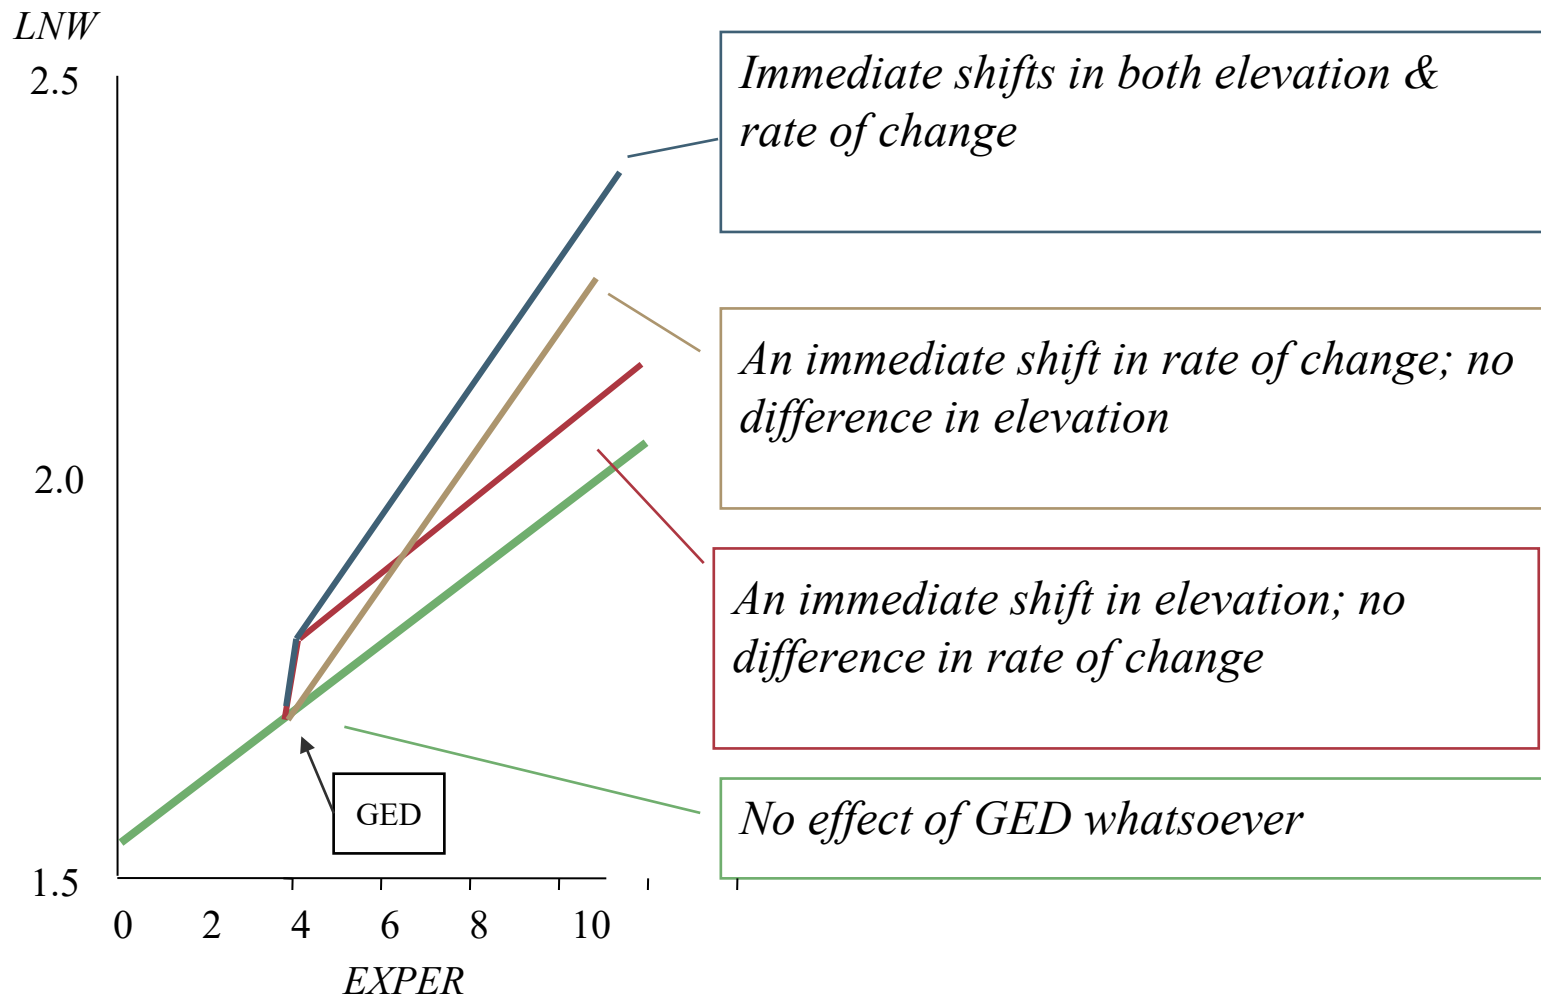 LNW
2.5
Immediate shifts in both elevation &
rate of change
An immediate shift in rate of change; no
difference in elevation
2.0
An immediate shift in elevation; no
difference in rate of change
GED
No effect of GED whatsoever
1.5
0 2 4 6 8 10
EXPER